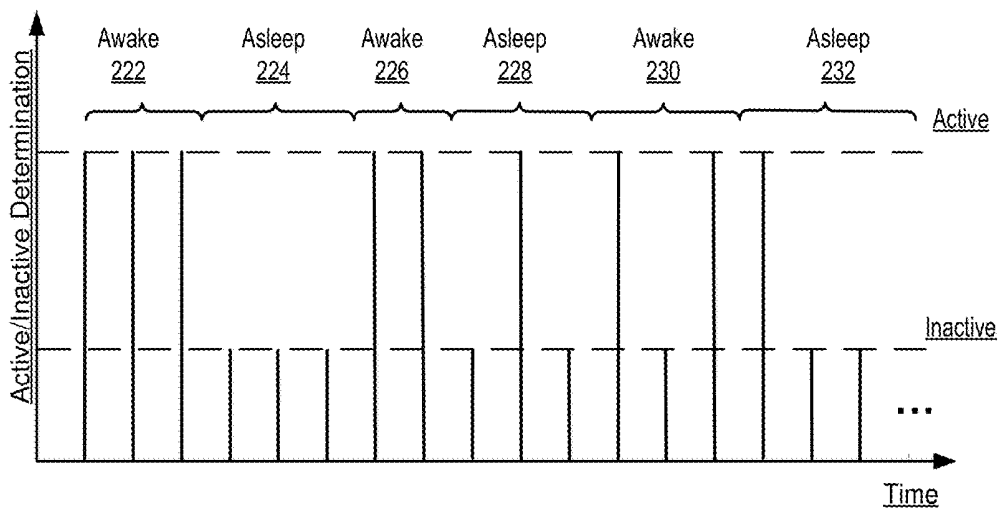 Awake Asleep Awake Asleep Awake Asleep
222 224 226 228 230 232
Active
Active/Inactive Determination
Inactive
...
Time